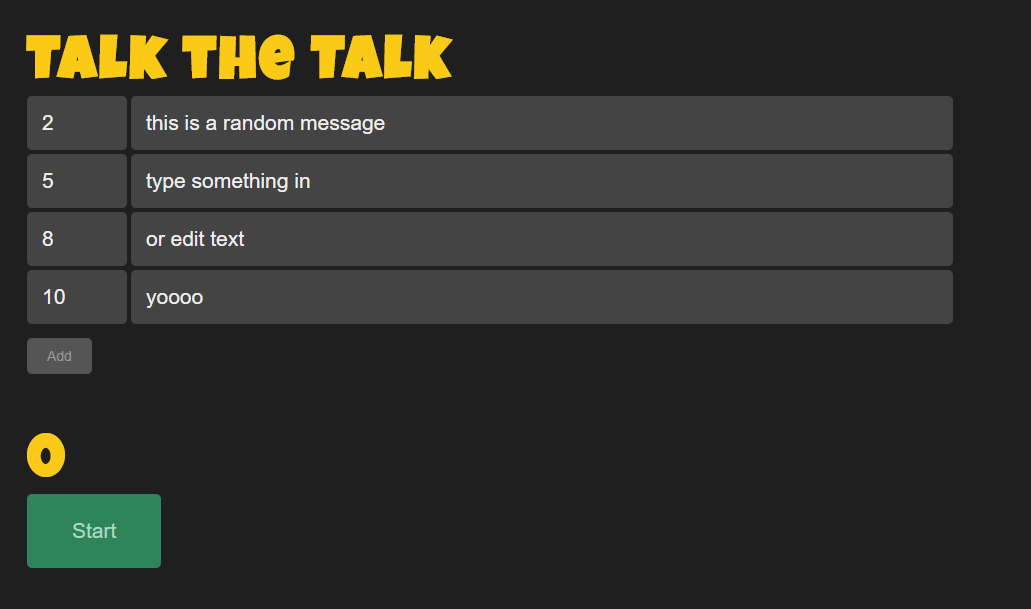 TALK THE TALK
2 this is a random message
5 type something in
8 or edit text
10 yoooo
Add
0
Start